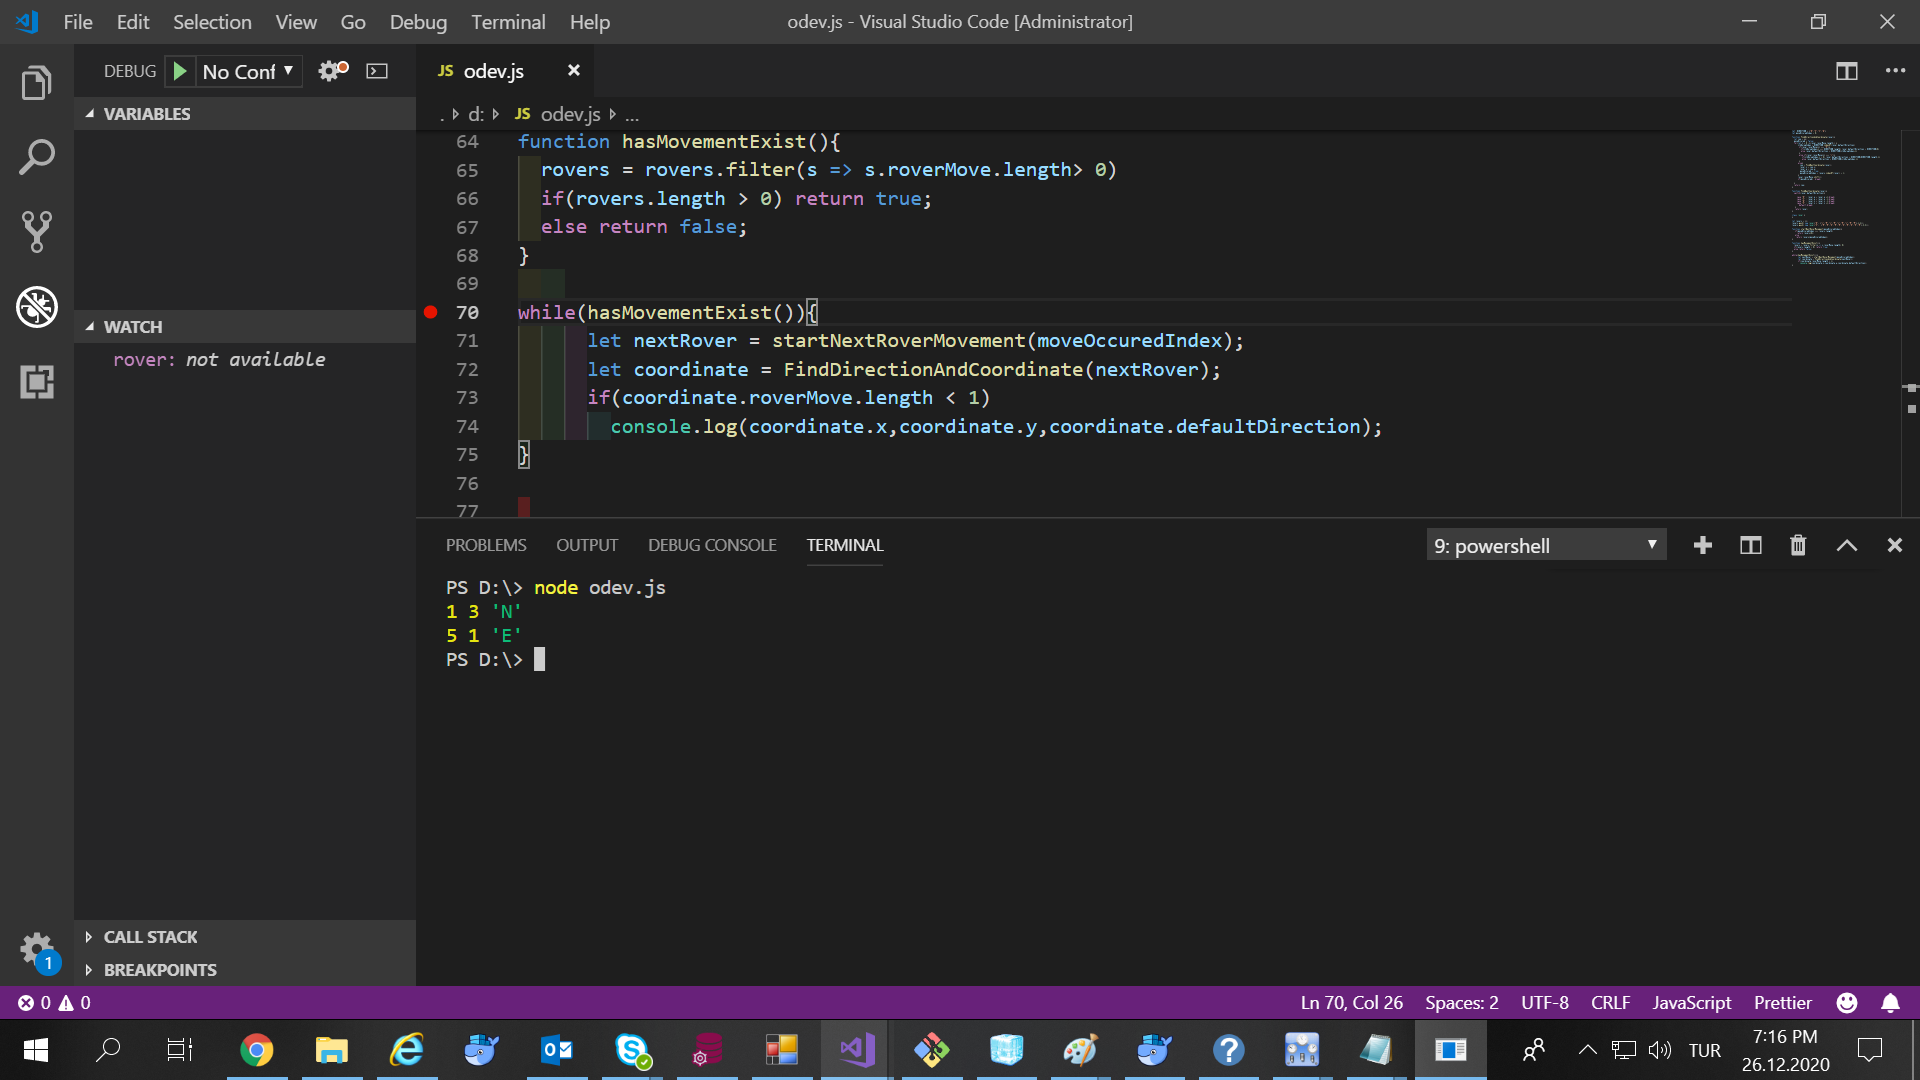 File Edit Selection View Go Debug Terminal Help
odev.js - Visual Studio Code [Administrator]
DEBUG No Conf
JS odev.js
VARIABLES
. d: JS odev.js ...
64 function hasMovementExist(){
65 rovers = rovers.filter(s => s.roverMove.length> 0)
66 if(rovers.length > 0) return true;
67 else return false;
68 }
69
70 while(hasMovementExist()){
71 let nextRover = startNextRoverMovement(moveOccuredIndex);
72 let coordinate = FindDirectionAndCoordinate(nextRover);
73 if(coordinate.roverMove.length < 1)
74 console.log(coordinate.x,coordinate.y,coordinate.defaultDirection);
75 }
76
77
WATCH
rover: not available
PROBLEMS OUTPUT DEBUG CONSOLE TERMINAL
9: powershell
PS D:\> node odev.js
1 3 'N'
5 1 'E'
PS D:\>
CALL STACK
BREAKPOINTS
1
0 0
Ln 70, Col 26 Spaces: 2 UTF-8 CRLF JavaScript Prettier
TUR
7:16 PM
26.12.2020